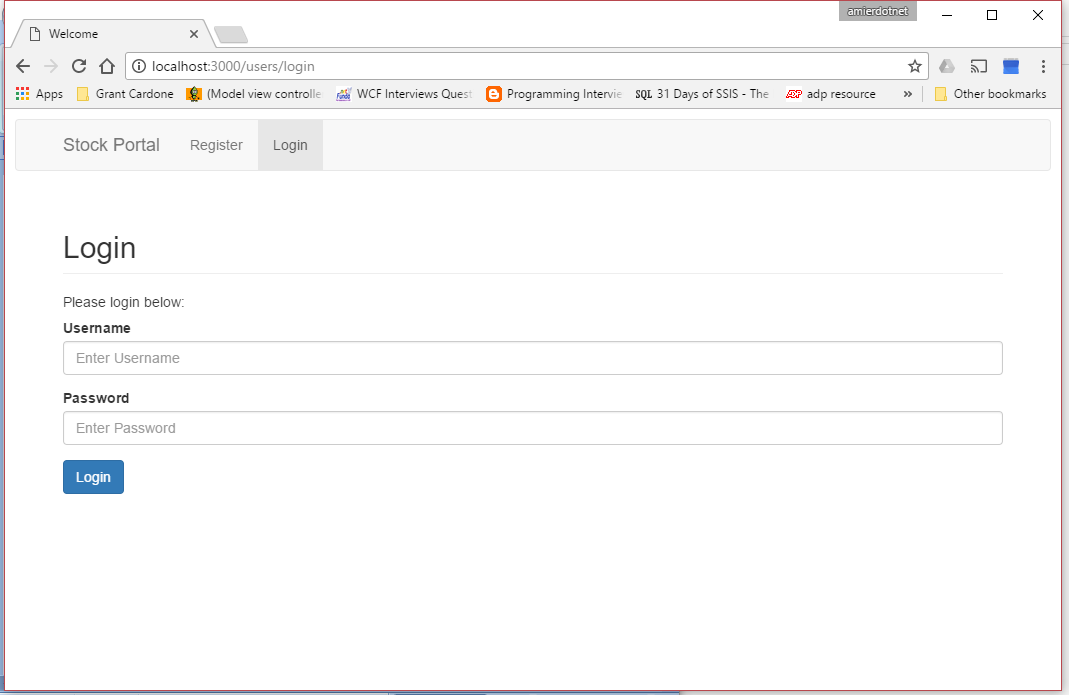 amierdotnet
Welcome
localhost:3000/users/login
Apps Grant Cardone (Model view controlle WCF Interviews Quest Programming Intervie SQL 31 Days of SSIS - The ADP adp resource » Other bookmarks
Stock Portal Register Login
Login
Please login below:
Username
Enter Username
Password
Enter Password
Login